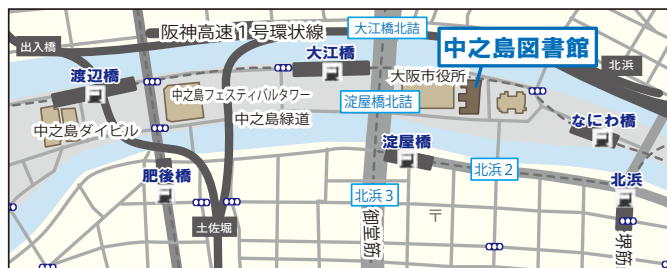 阪神高速1号環状線
大江橋北詰
出入橋
中之島図書館
大江橋
北浜
渡辺橋
大阪市役所
中之島フェスティバルタワー
淀屋橋北詰
中之島緑道
なにわ橋
中之島ダイビル
淀屋橋
肥後橋
北浜2
北浜
北浜3
〒
土佐堀
御堂筋
堺筋